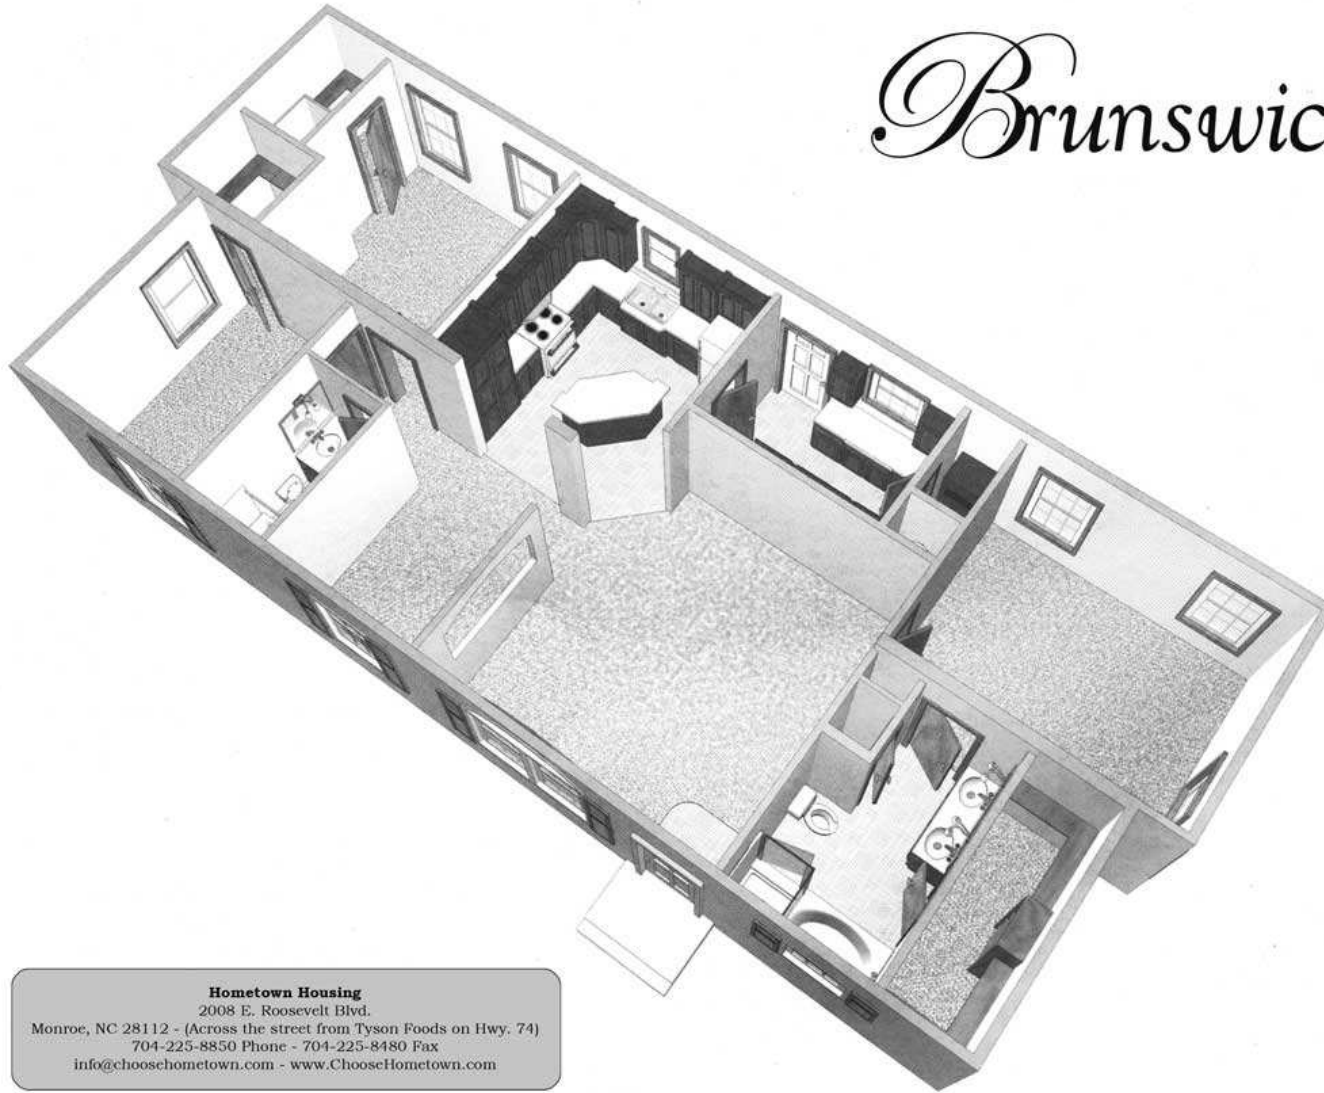 Brunswic
Hometown Housing
2008 E. Roosevelt Blvd.
Monroe, NC 28112 - (Across the street from Tyson Foods on Hwy. 74)
704-225-8850 Phone - 704-225-8480 Fax
info@choosehometown.com - www.ChooseHometown.com